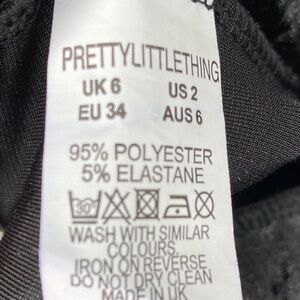 PRETTYLITTLETHING
UK 6 US 2
EU 34 AUS 6
95% POLYESTER
5% ELASTANE
WASH WITH SIMILAR
COLOURS
IRON ON REVERSE
DO NOT DRY CLEAN
MADE IN UK